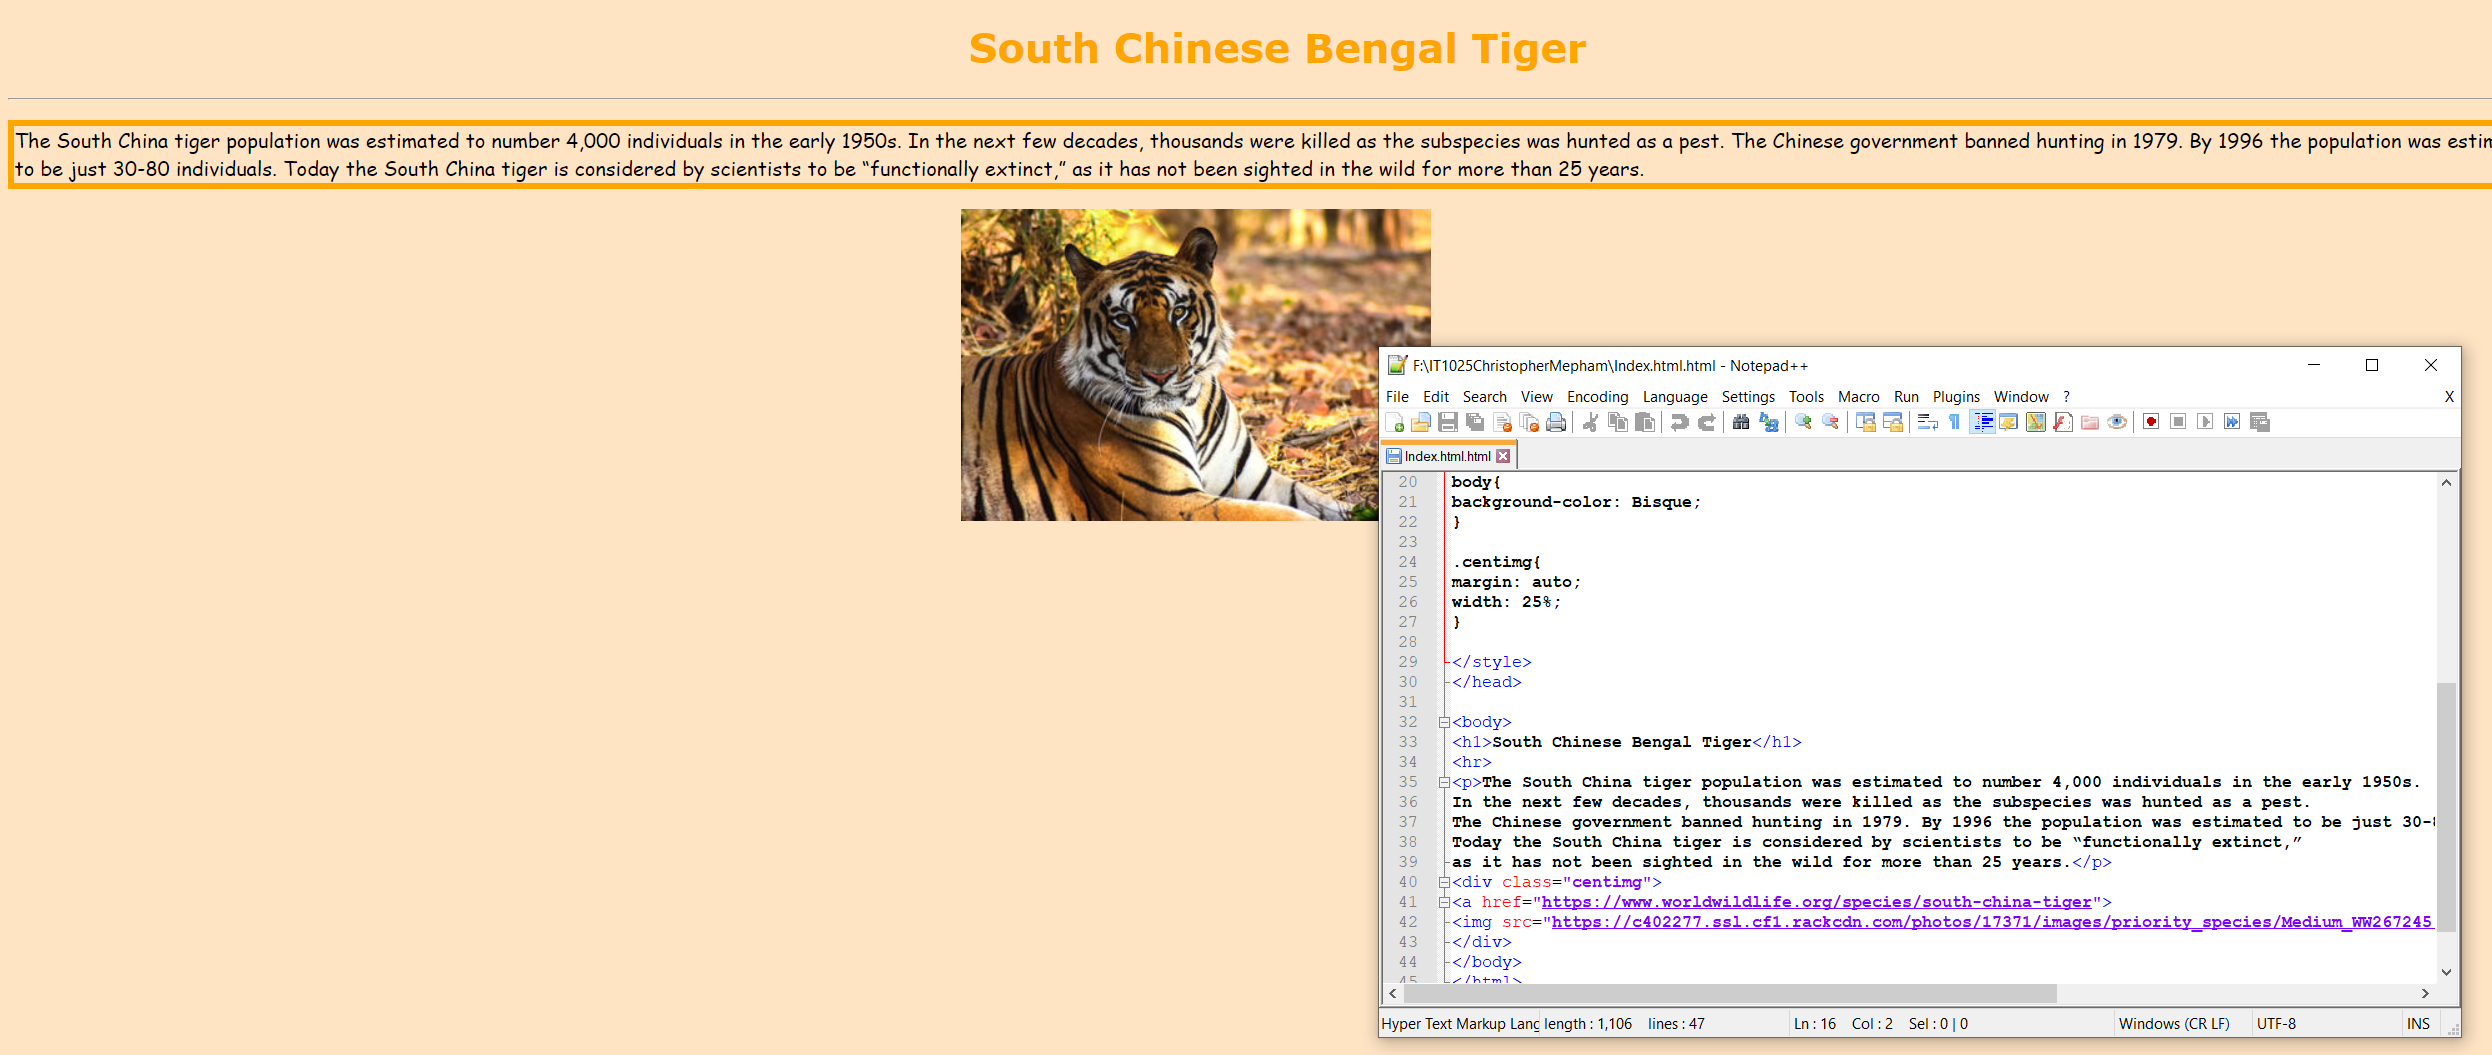 South Chinese Bengal Tiger
The South China tiger population was estimated to number 4,000 individuals in the early 1950s. In the next few decades, thousands were killed as the subspecies was hunted as a pest. The Chinese government banned hunting in 1979. By 1996 the population was
to be just 30-80 individuals. Today the South China tiger is considered by scientists to be “functionally extinct,” as it has not been sighted in the wild for more than 25 years.
F:\IT1025ChristopherMepham\Index.html.html - Notepad++
File Edit Search View Encoding Language Settings Tools Macro Run Plugins Window ? X
Index.html.html
20 body{
21 background-color: Bisque;
22 }
23
24 .centimg{
25 margin: auto;
26 width: 25%;
27 }
28
29 </style>
30 </head>
31
32 <body>
33 <h1>South Chinese Bengal Tiger</h1>
34 <hr>
35 <p>The South China tiger population was estimated to number 4,000 individuals in the early 1950s.
36 In the next few decades, thousands were killed as the subspecies was hunted as a pest.
37 The Chinese government banned hunting in 1979. By 1996 the population was estimated to be just 30-
38 Today the South China tiger is considered by scientists to be “functionally extinct,”
39 as it has not been sighted in the wild for more than 25 years.</p>
40 <div class="centimg">
41 <a href="https://www.worldwildlife.org/species/south-china-tiger">
42 <img src="https://c402277.ssl.cf1.rackcdn.com/photos/17371/images/priority_species/Medium_WW267245
43 </div>
44 </body>
45 </html>
Hyper Text Markup Lang length : 1,106 lines : 47 Ln : 16 Col : 2 Sel : 0 | 0 Windows (CR LF) UTF-8 INS